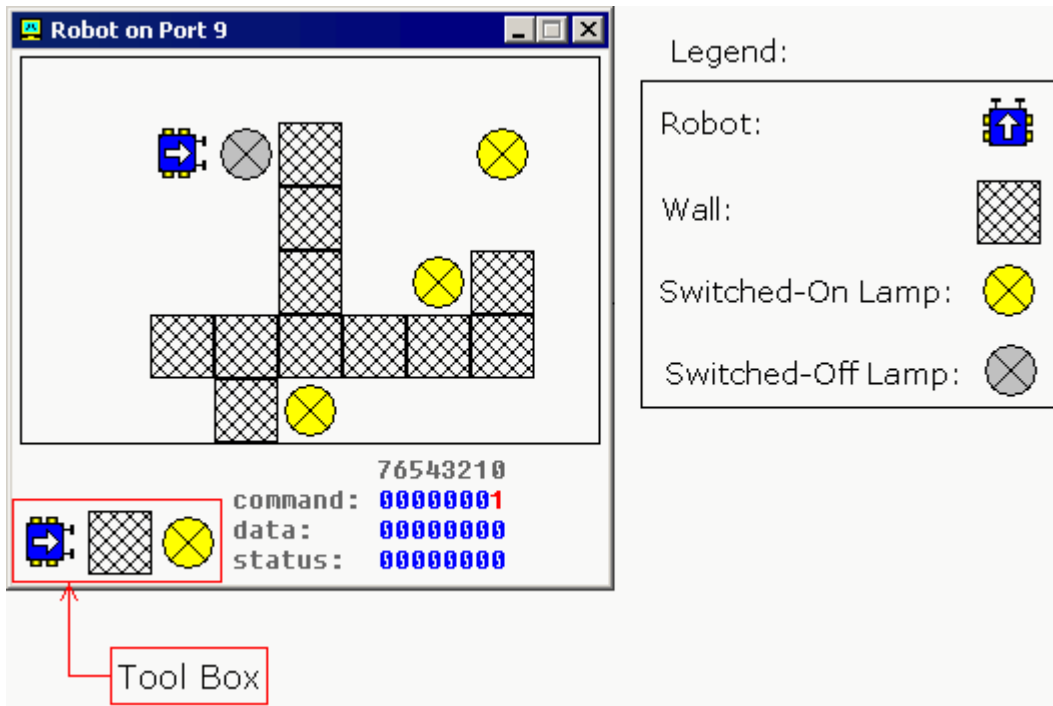 Robot on Port 9
Legend:
Robot:
Wall:
Switched-On Lamp:
Switched-Off Lamp:
76543210
command: 00000001
data: 00000000
status: 00000000
Tool Box